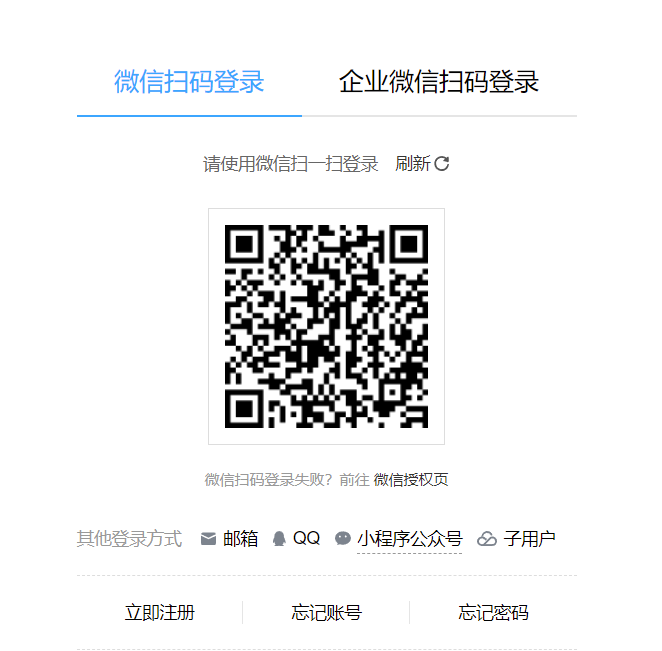 微信扫码登录 企业微信扫码登录
请使用微信扫一扫登录 刷新
微信扫码登录失败？前往 微信授权页
其他登录方式 邮箱 QQ 小程序公众号 子用户
立即注册 忘记账号 忘记密码